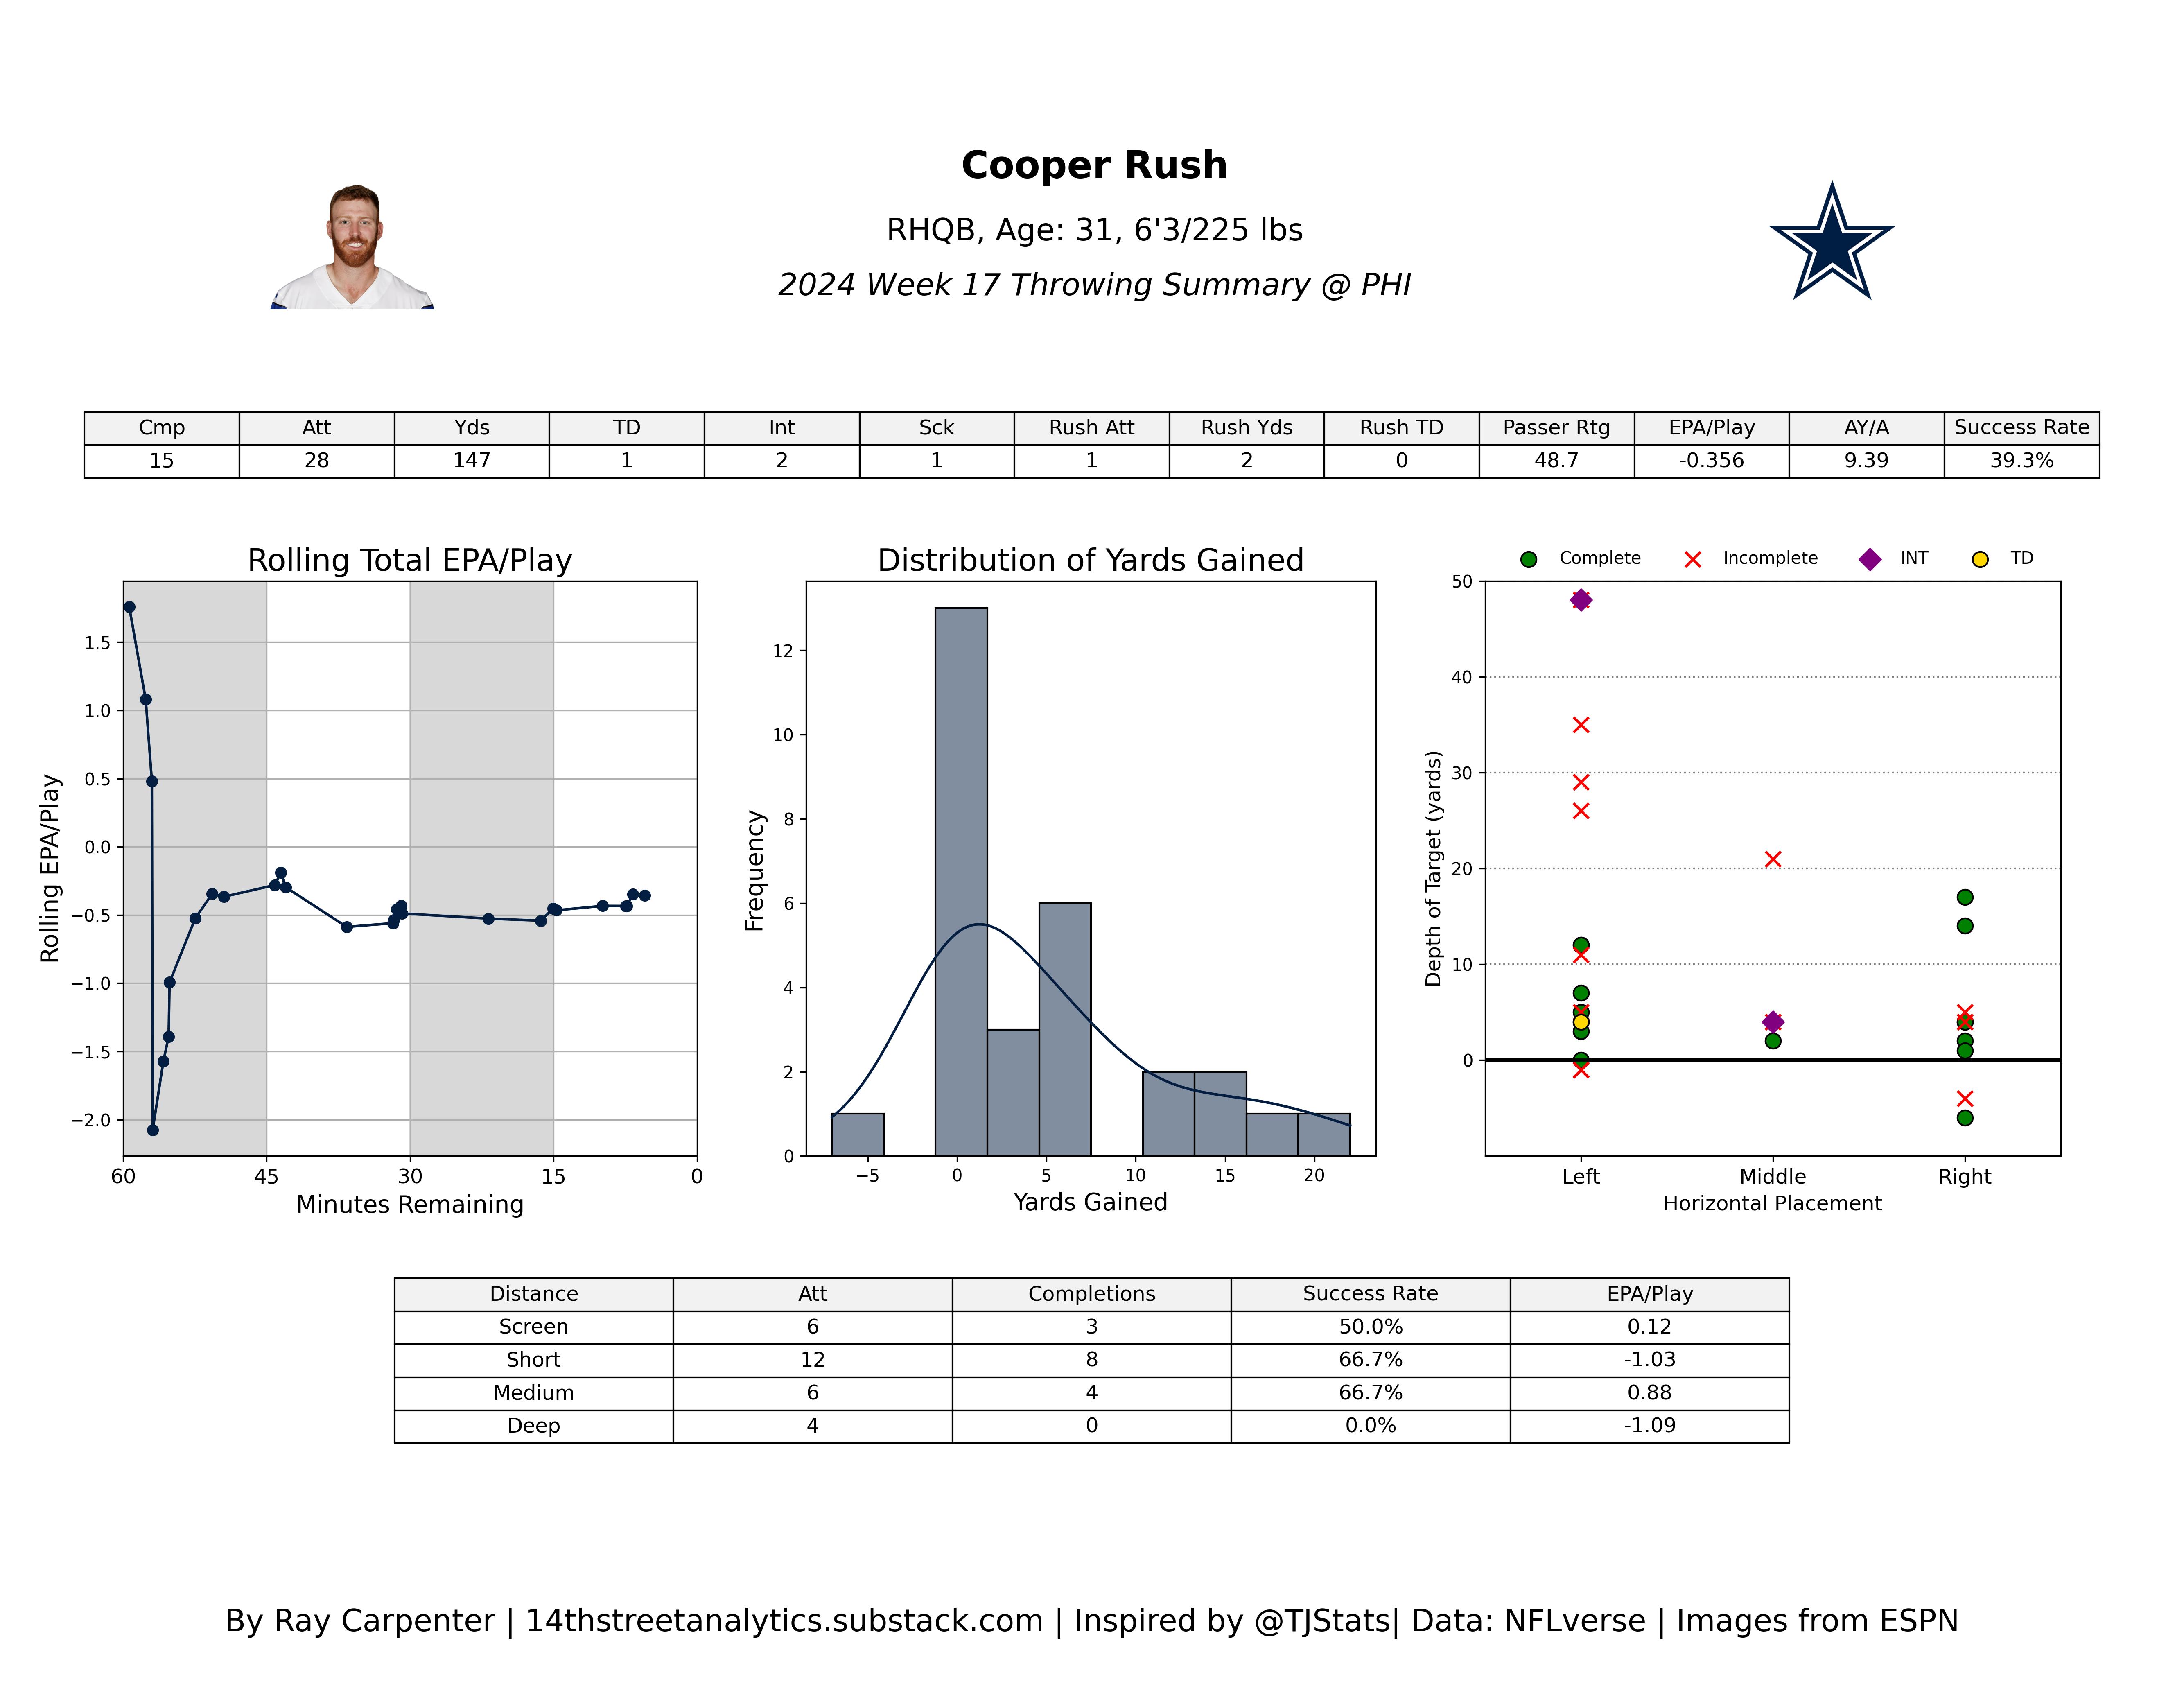 Cooper Rush
RHQB, Age: 31, 6'3/225 lbs
2024 Week 17 Throwing Summary @ PHI
Cmp Att Yds TD Int Sck Rush Att Rush Yds Rush TD Passer Rtg EPA/Play AY/A Success Rate
15 28 147 1 2 1 1 2 0 48.7 -0.356 9.39 39.3%
Rolling Total EPA/Play
Rolling EPA/Play
1.5
1.0
0.5
0.0
−0.5
−1.0
−1.5
−2.0
60 45 30 15 0
Minutes Remaining
Distribution of Yards Gained
Frequency
12
10
8
6
4
2
0
−5 0 5 10 15 20
Yards Gained
Complete Incomplete INT TD
Depth of Target (yards)
50
40
30
20
10
0
Left Middle Right
Horizontal Placement
Distance Att Completions Success Rate EPA/Play
Screen 6 3 50.0% 0.12
Short 12 8 66.7% -1.03
Medium 6 4 66.7% 0.88
Deep 4 0 0.0% -1.09
By Ray Carpenter | 14thstreetanalytics.substack.com | Inspired by @TJStats| Data: NFLverse | Images from ESPN